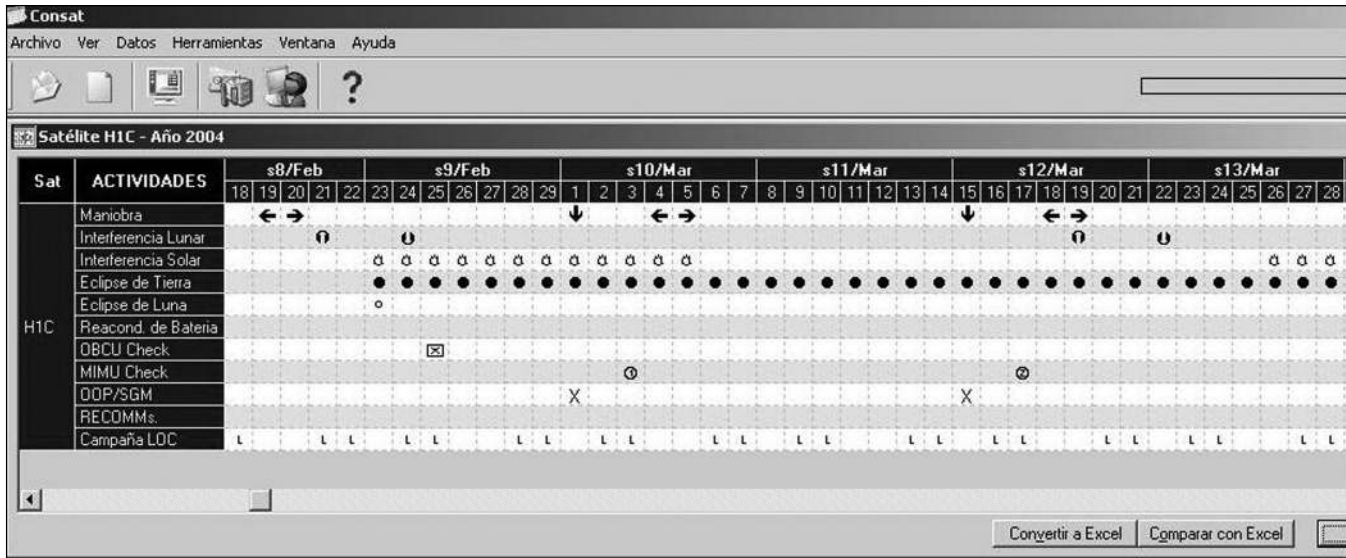 Consat
Archivo Ver Datos Herramientas Ventana Ayuda
?
Satélite H1C - Año 2004
Sat ACTIVIDADES s8/Feb s9/Feb s10/Mar s11/Mar s12/Mar s13/Mar
18 19 20 21 22 23 24 25 26 27 28 29 1 2 3 4 5 6 7 8 9 10 11 12 13 14 15 16 17 18 19 20 21 22 23 24 25 26 27 28
Maniobra ← → ↓ ← → ↓ ← →
Interferencia Lunar
Interferencia Solar
Eclipse de Tierra ● ● ● ● ● ● ● ● ● ● ● ● ● ● ● ● ● ● ● ● ● ● ● ● ● ● ● ● ● ● ● ● ● ● ●
Eclipse de Luna
H1C Reacond. de Bateria
OBCU Check
MIMU Check 1 2
OOP/SGM X X
RECOMMs.
Campaña LOC L L L L L L L L L L L L L L L L L L L L L L L
Convertir a Excel Comparar con Excel